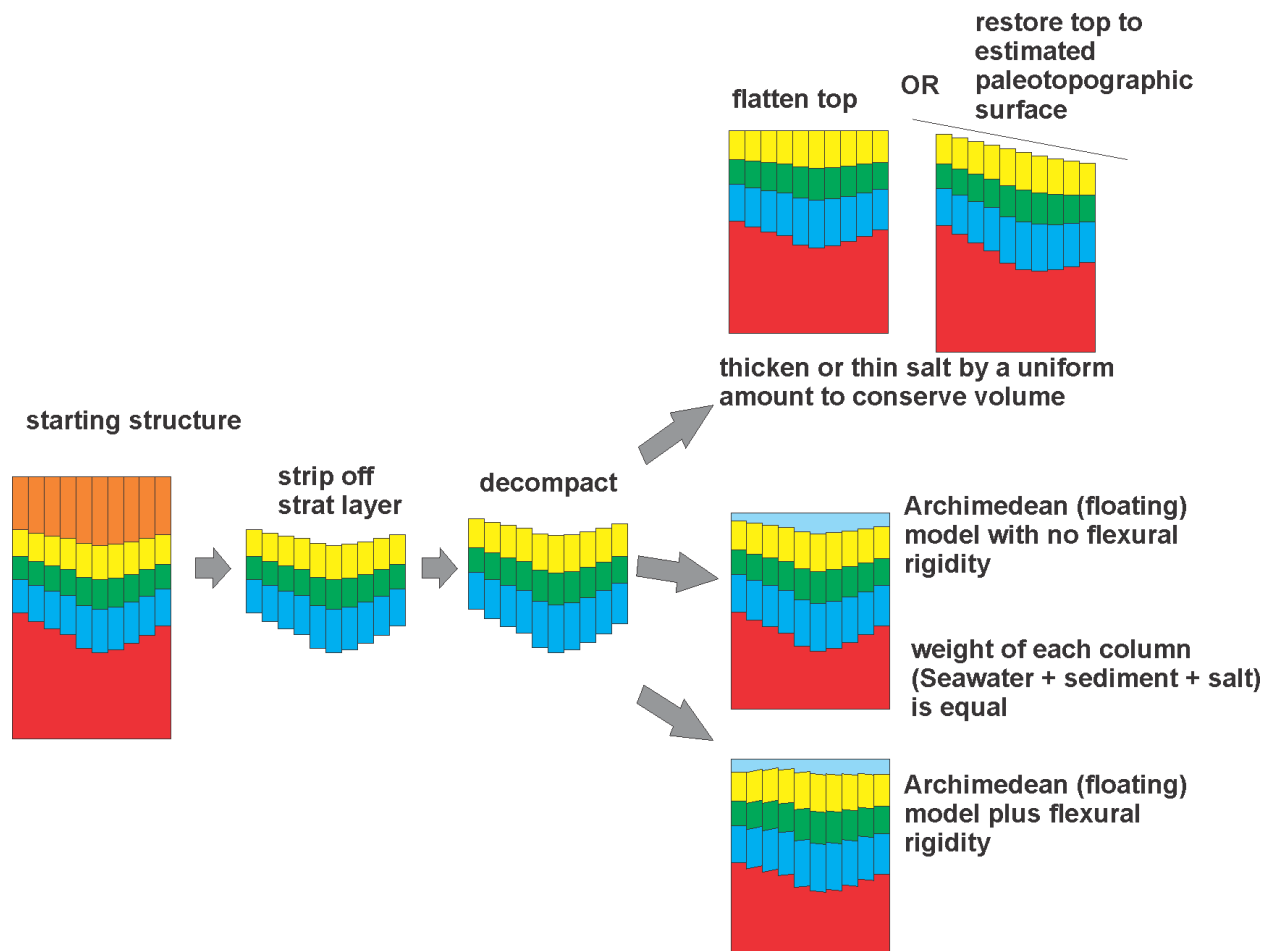 restore top to
estimated
paleotopographic
surface
OR
flatten top
thicken or thin salt by a uniform
amount to conserve volume
starting structure
strip off
strat layer
decompact
Archimedean (floating)
model with no flexural
rigidity
weight of each column
(Seawater + sediment + salt)
is equal
Archimedean (floating)
model plus flexural
rigidity